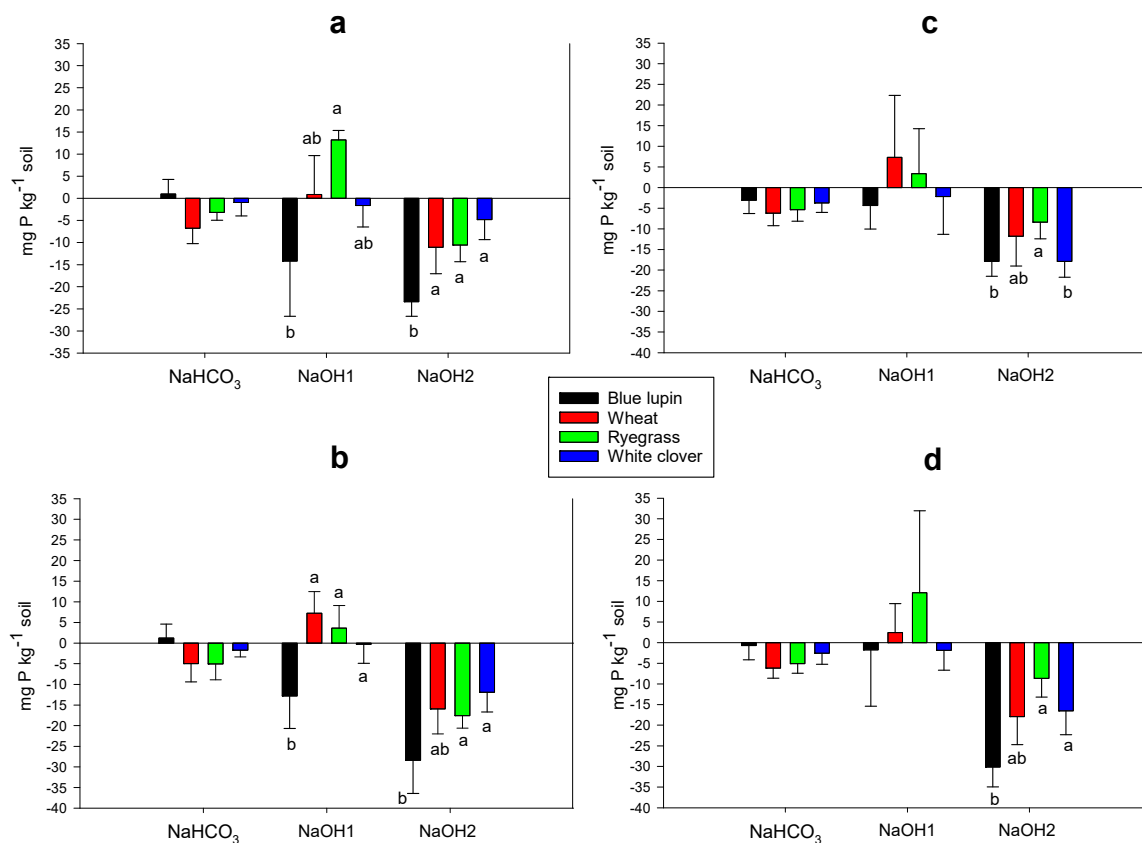 a
35
30
25
20
15
10
5
0
-5
-10
-15
-20
-25
-30
-35
mg P kg⁻¹ soil
a
ab
ab
b
b
a
a
a
NaHCO₃ NaOH1 NaOH2
c
35
30
25
20
15
10
5
0
-5
-10
-15
-20
-25
-30
-35
-40
mg P kg⁻¹ soil
b
ab
a
b
NaHCO₃ NaOH1 NaOH2
Blue lupin
Wheat
Ryegrass
White clover
b
35
30
25
20
15
10
5
0
-5
-10
-15
-20
-25
-30
-35
-40
mg P kg⁻¹ soil
b
a
a
a
b
ab
a
a
NaHCO₃ NaOH1 NaOH2
d
35
30
25
20
15
10
5
0
-5
-10
-15
-20
-25
-30
-35
-40
mg P kg⁻¹ soil
b
ab
a
a
NaHCO₃ NaOH1 NaOH2